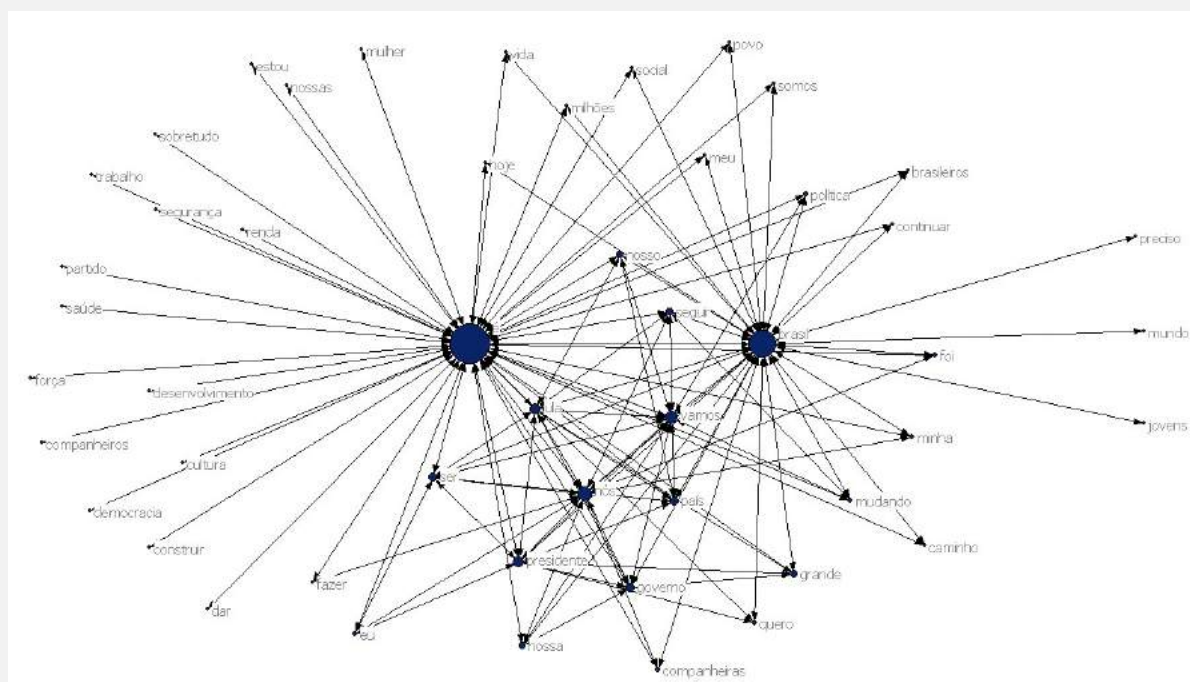 mulher
povo
vida
estou
social
nossas
somos
milhões
sobretudo
meu
hoje
trabalho
brasileiros
política
segurança
continuar
renda
preciso
nosso
partido
saúde
seguir
mundo
brasil
foi
força
desenvolvimento
lula
vamos
jovens
minha
companheiros
cultura
ser
nós
país
mudando
democracia
caminho
construir
presidente
grande
fazer
governo
dar
quero
eu
nossa
companheiras